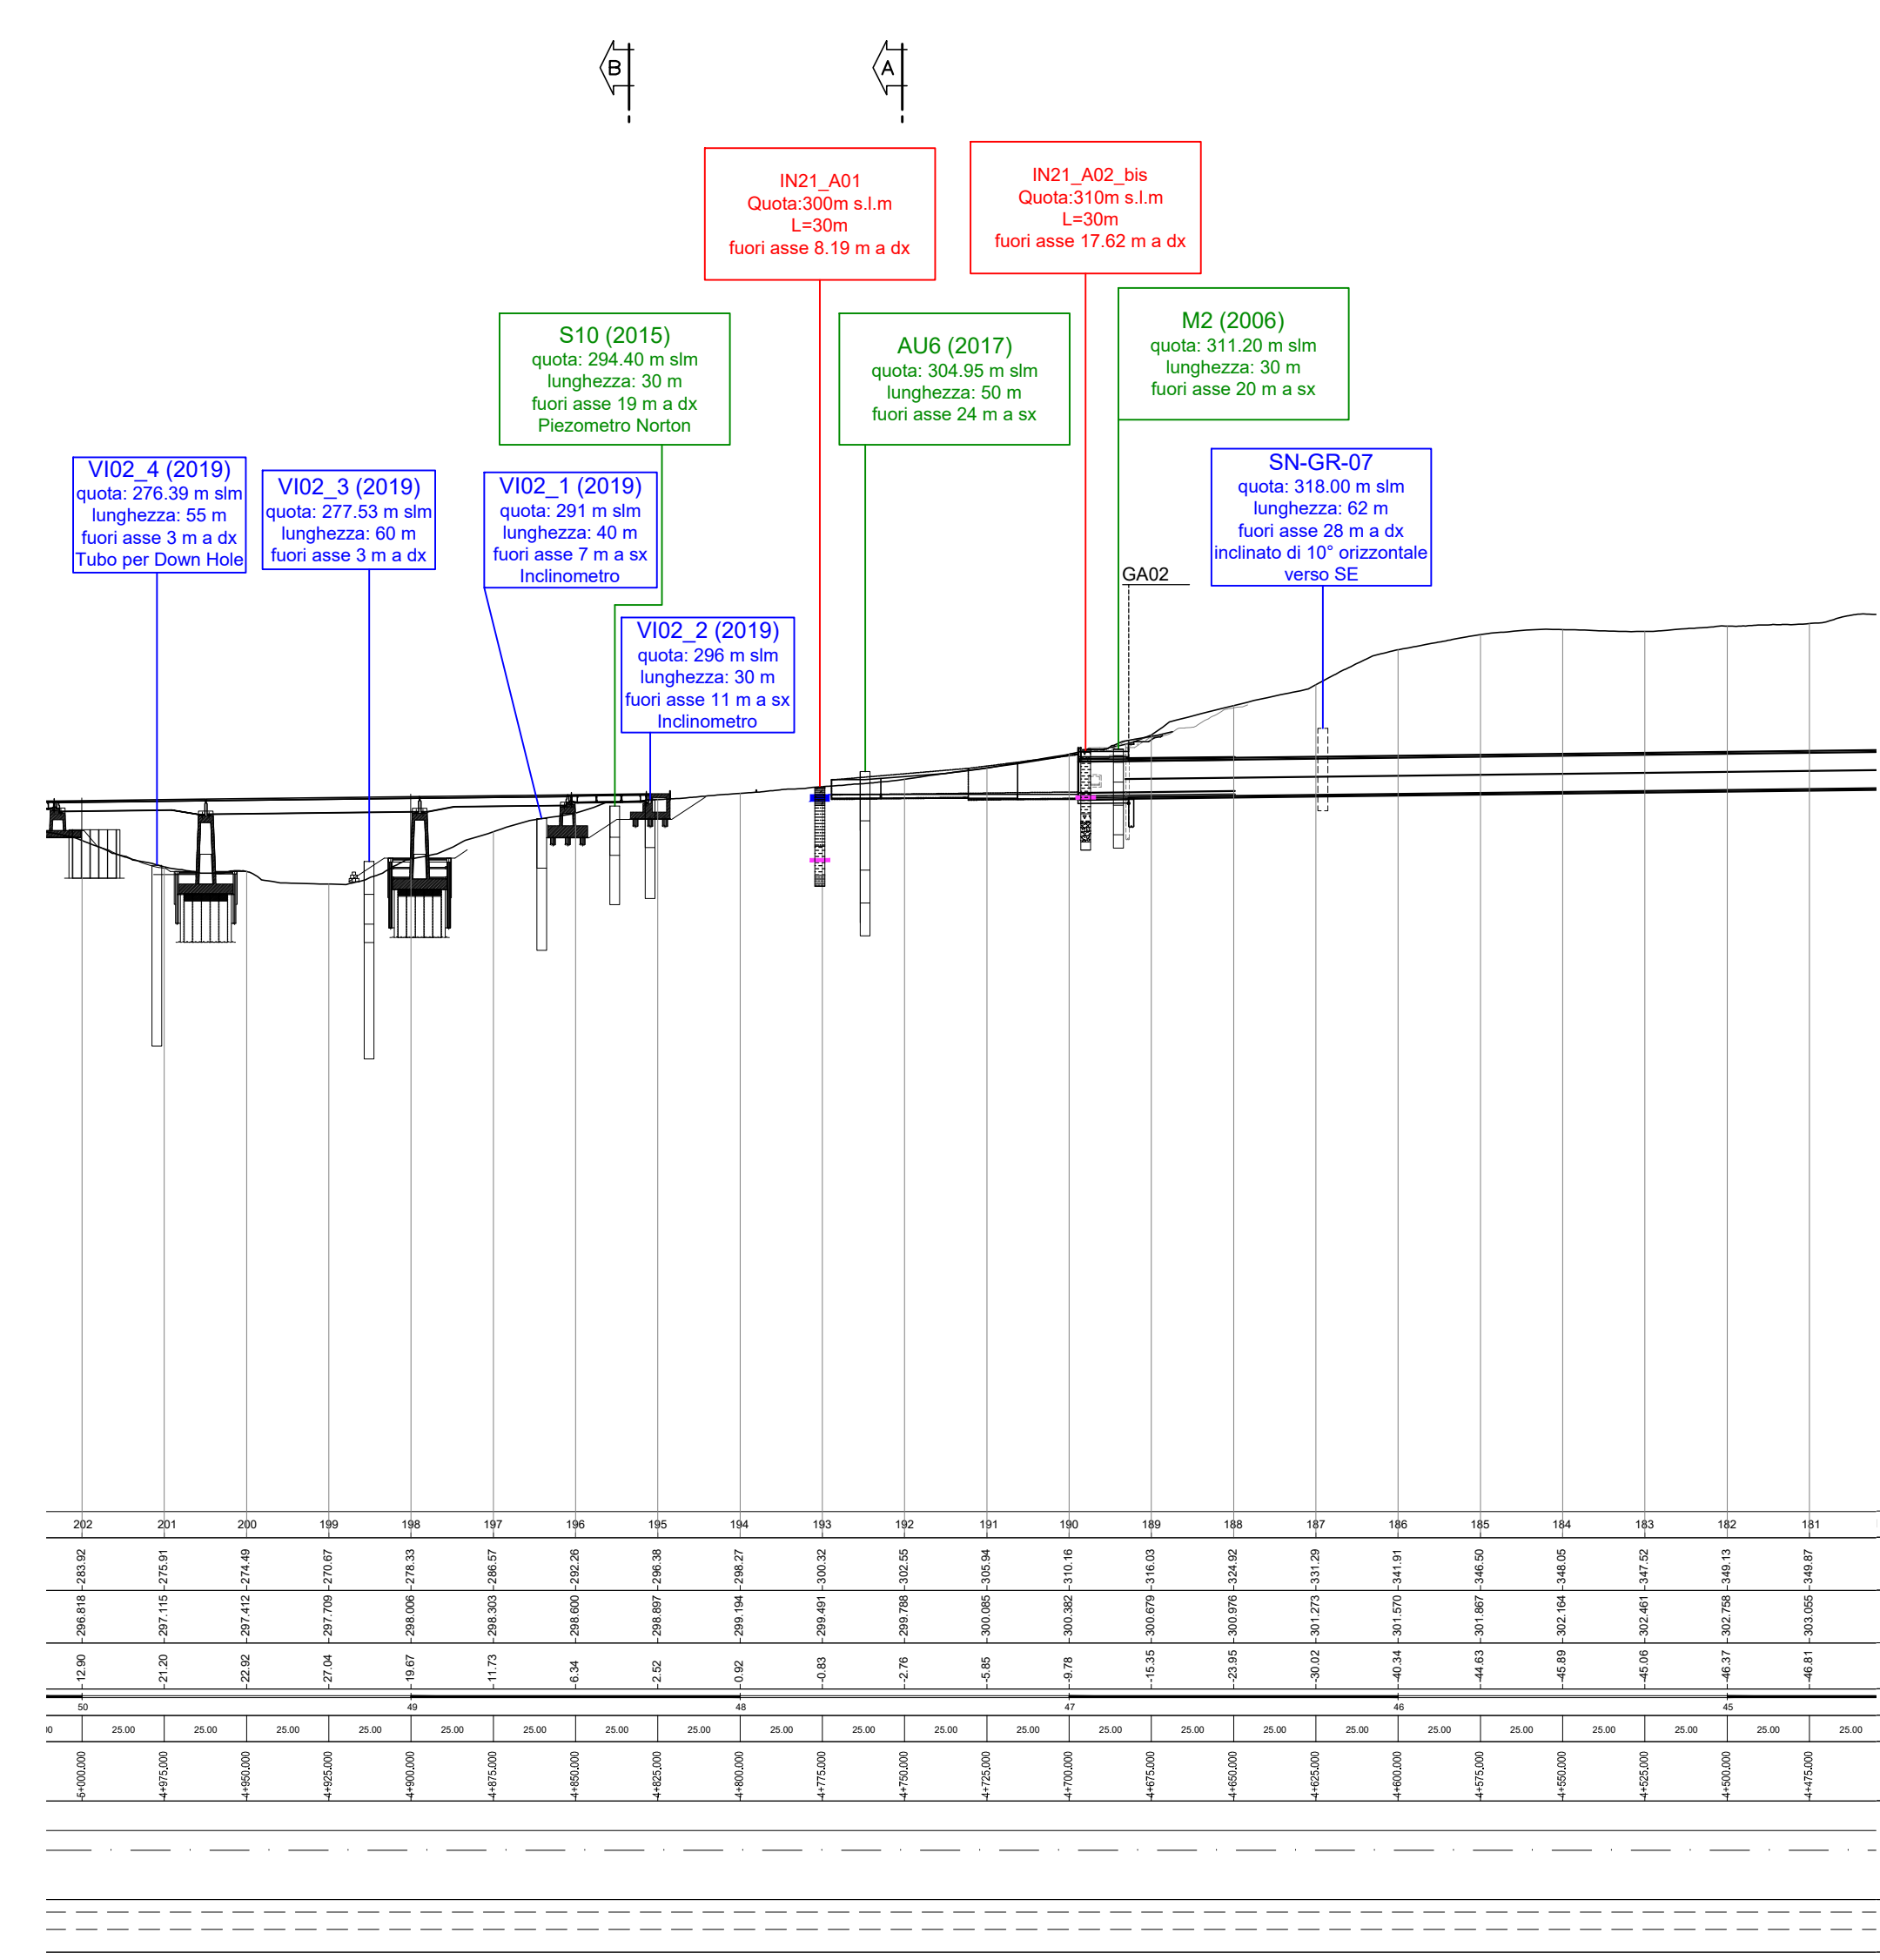 B
A
IN21_A01
Quota:300m s.l.m
L=30m
fuori asse 8.19 m a dx
IN21_A02_bis
Quota:310m s.l.m
L=30m
fuori asse 17.62 m a dx
S10 (2015)
quota: 294.40 m slm
lunghezza: 30 m
fuori asse 19 m a dx
Piezometro Norton
AU6 (2017)
quota: 304.95 m slm
lunghezza: 50 m
fuori asse 24 m a sx
M2 (2006)
quota: 311.20 m slm
lunghezza: 30 m
fuori asse 20 m a sx
VI02_4 (2019)
quota: 276.39 m slm
lunghezza: 55 m
fuori asse 3 m a dx
Tubo per Down Hole
VI02_3 (2019)
quota: 277.53 m slm
lunghezza: 60 m
fuori asse 3 m a dx
VI02_1 (2019)
quota: 291 m slm
lunghezza: 40 m
fuori asse 7 m a sx
Inclinometro
SN-GR-07
quota: 318.00 m slm
lunghezza: 62 m
fuori asse 28 m a dx
inclinato di 10° orizzontale
verso SE
GA02
VI02_2 (2019)
quota: 296 m slm
lunghezza: 30 m
fuori asse 11 m a sx
Inclinometro
202 201 200 199 198 197 196 195 194 193 192 191 190 189 188 187 186 185 184 183 182 181
283.92 275.91 274.49 270.67 278.33 286.57 292.26 296.38 298.27 300.32 302.55 305.94 310.16 316.03 324.92 331.29 341.91 346.50 348.05 347.52 349.13 349.87
296.818 297.115 297.412 297.709 298.006 298.303 298.600 298.897 299.194 299.491 299.788 300.085 300.382 300.679 300.976 301.273 301.570 301.867 302.164 302.461 302.758 303.055
12.90 21.20 22.92 27.04 19.67 11.73 6.34 2.52 0.92 -0.83 -2.76 -5.85 -9.78 -15.35 -23.95 -30.02 -40.34 -44.63 -45.89 -45.06 -46.37 -46.81
50 49 48 47 46 45
25.00 25.00 25.00 25.00 25.00 25.00 25.00 25.00 25.00 25.00 25.00 25.00 25.00 25.00 25.00 25.00 25.00 25.00 25.00 25.00 25.00 25.00
5+000.000 4+975.000 4+950.000 4+925.000 4+900.000 4+875.000 4+850.000 4+825.000 4+800.000 4+775.000 4+750.000 4+725.000 4+700.000 4+675.000 4+650.000 4+625.000 4+600.000 4+575.000 4+550.000 4+525.000 4+500.000 4+475.000